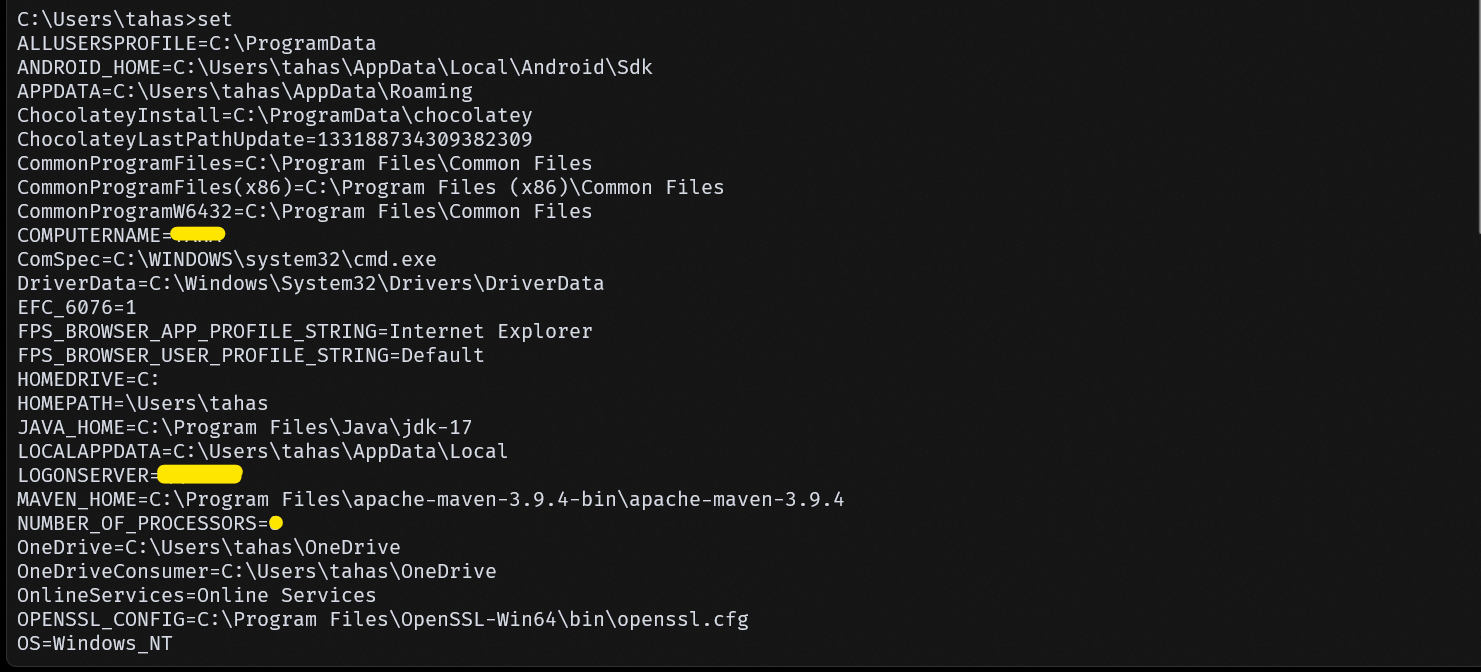 C:\Users\tahas>set
ALLUSERSPROFILE=C:\ProgramData
ANDROID_HOME=C:\Users\tahas\AppData\Local\Android\Sdk
APPDATA=C:\Users\tahas\AppData\Roaming
ChocolateyInstall=C:\ProgramData\chocolatey
ChocolateyLastPathUpdate=133188734309382309
CommonProgramFiles=C:\Program Files\Common Files
CommonProgramFiles(x86)=C:\Program Files (x86)\Common Files
CommonProgramW6432=C:\Program Files\Common Files
COMPUTERNAME=
ComSpec=C:\WINDOWS\system32\cmd.exe
DriverData=C:\Windows\System32\Drivers\DriverData
EFC_6076=1
FPS_BROWSER_APP_PROFILE_STRING=Internet Explorer
FPS_BROWSER_USER_PROFILE_STRING=Default
HOMEDRIVE=C:
HOMEPATH=\Users\tahas
JAVA_HOME=C:\Program Files\Java\jdk-17
LOCALAPPDATA=C:\Users\tahas\AppData\Local
LOGONSERVER=
MAVEN_HOME=C:\Program Files\apache-maven-3.9.4-bin\apache-maven-3.9.4
NUMBER_OF_PROCESSORS=
OneDrive=C:\Users\tahas\OneDrive
OneDriveConsumer=C:\Users\tahas\OneDrive
OnlineServices=Online Services
OPENSSL_CONFIG=C:\Program Files\OpenSSL-Win64\bin\openssl.cfg
OS=Windows_NT